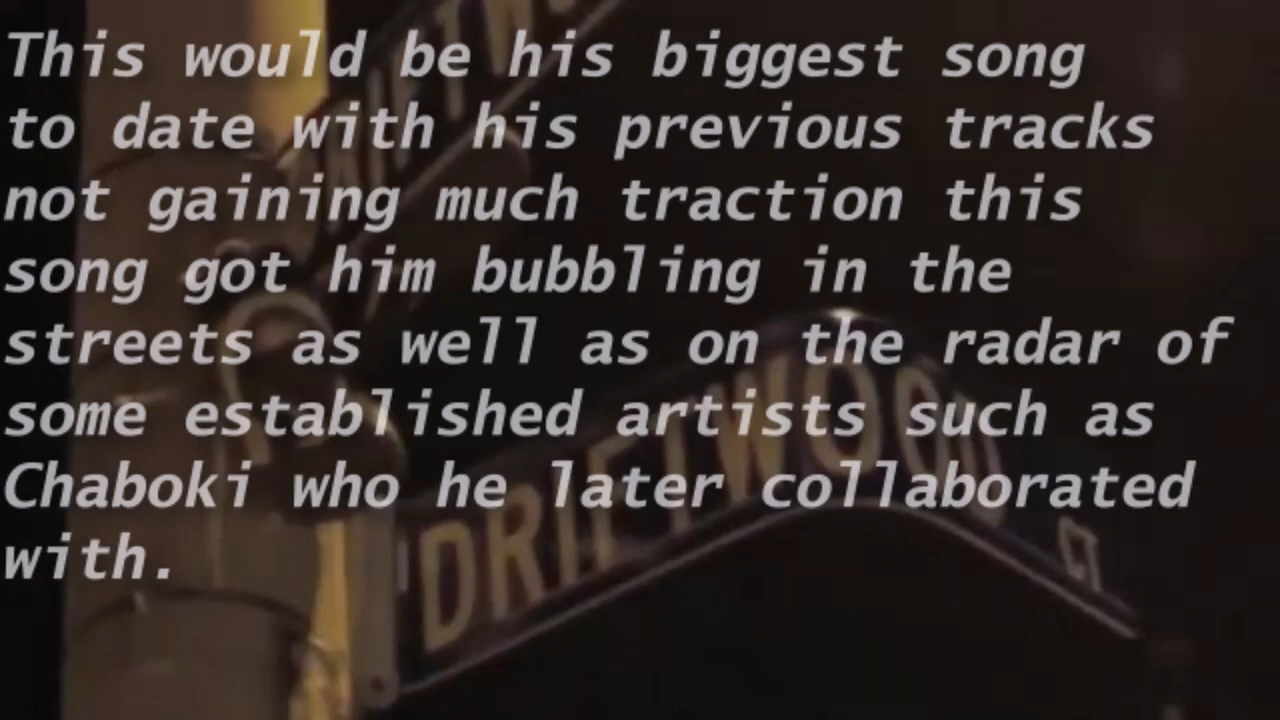 This would be his biggest song
to date with his previous tracks
not gaining much traction this
song got him bubbling in the
streets as well as on the radar of
some established artists such as
Chaboki who he later collaborated
with.
DRIFTWOOD CT